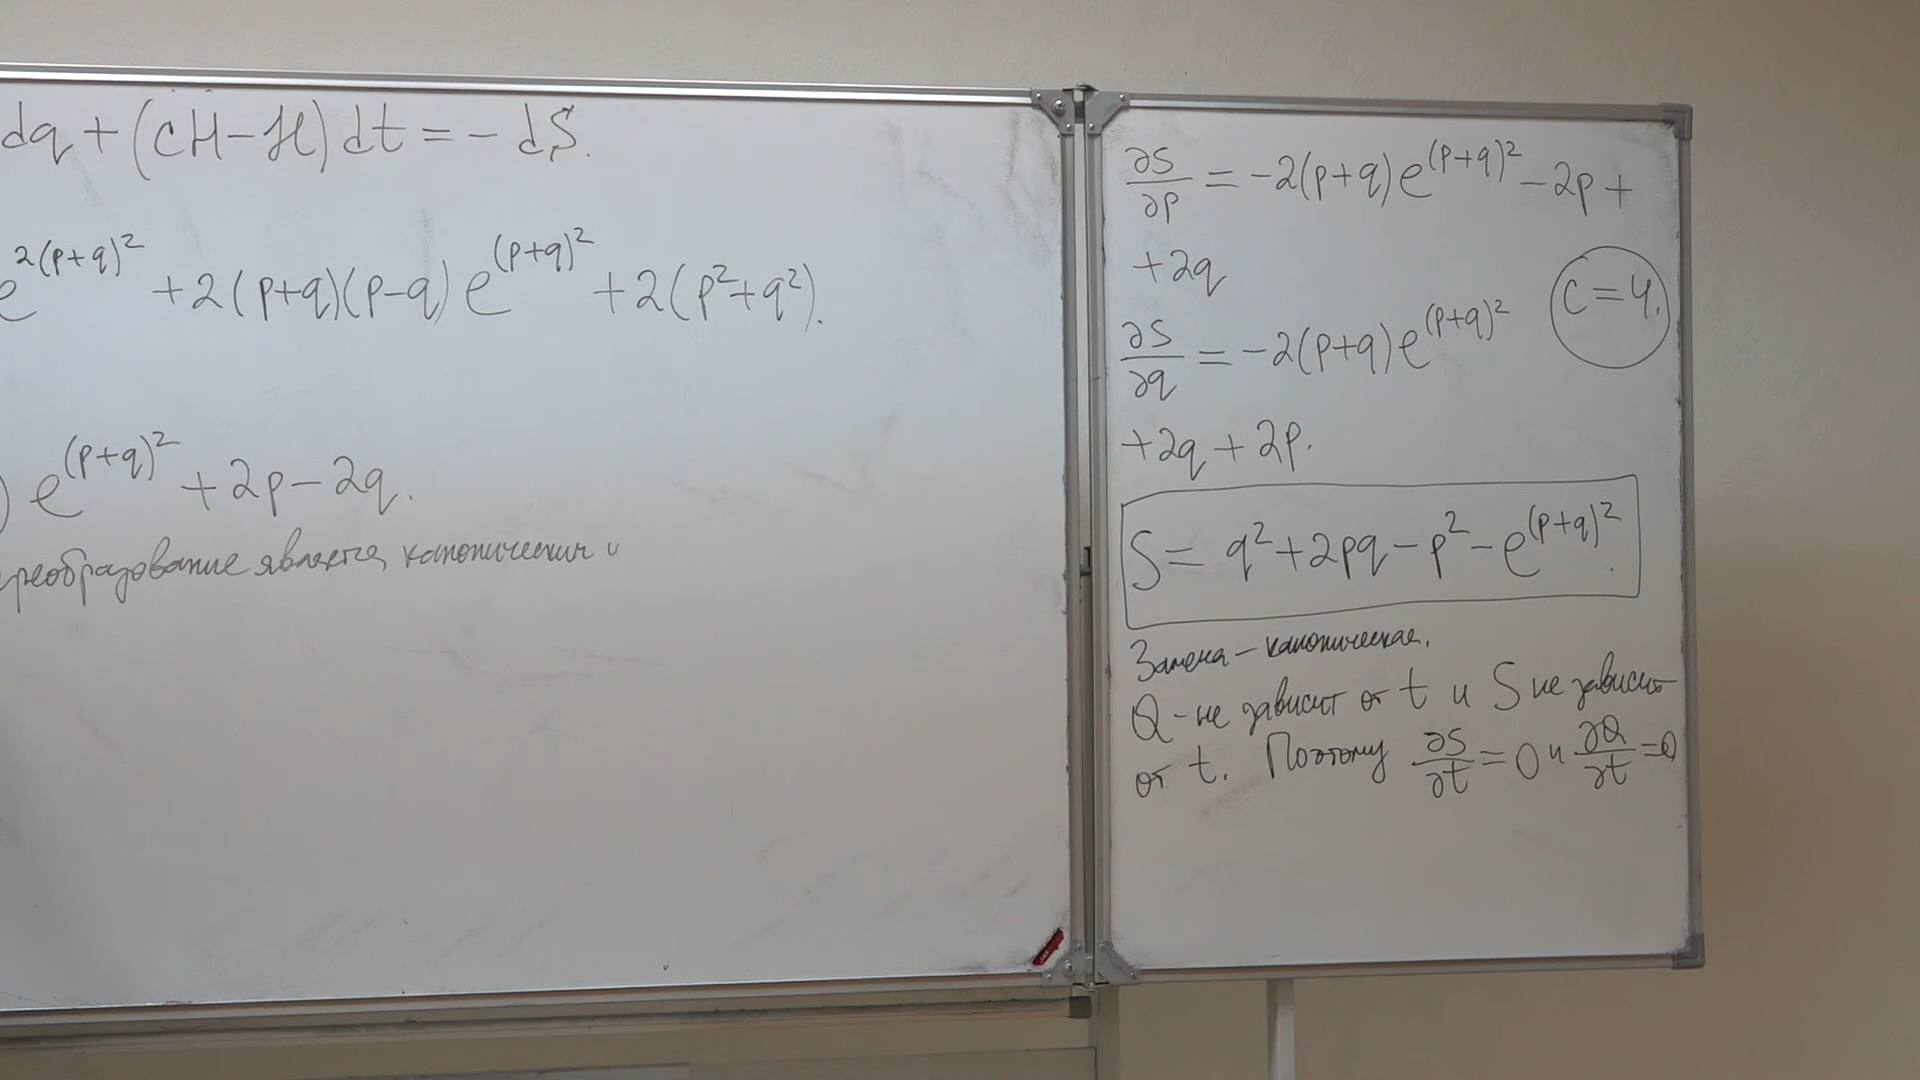 dq + (cH − ℋ) dt = − dS.
e^{2(p+q)^2} + 2(p+q)(p−q) e^{(p+q)^2} + 2(p^2+q^2).
) e^{(p+q)^2} + 2p − 2q.
преобразование является каноническим и
∂S/∂p = −2(p+q) e^{(p+q)^2} − 2p +
+ 2q
c = 4.
∂S/∂q = −2(p+q) e^{(p+q)^2}
+ 2q + 2p.
S = q^2 + 2pq − p^2 − e^{(p+q)^2}.
Замена – каноническая.
Q – не зависит от t и S не зависит
от t. Поэтому ∂S/∂t = 0 и ∂Q/∂t = 0